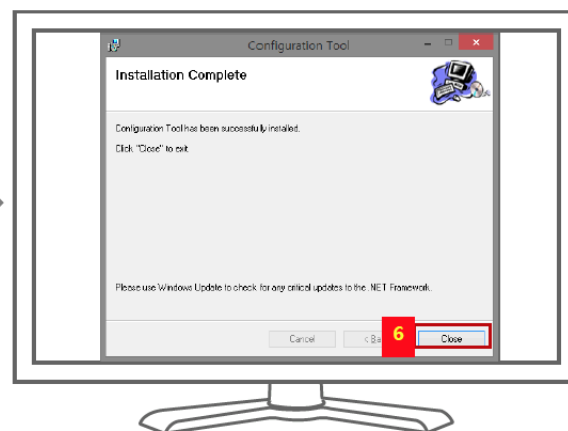 Configuration Tool
Installation Complete
Configuration Tool has been successfully installed.
Click "Close" to exit.
Please use Windows Update to check for any critical updates to the .NET Framework.
Cancel < Ba 6 Close